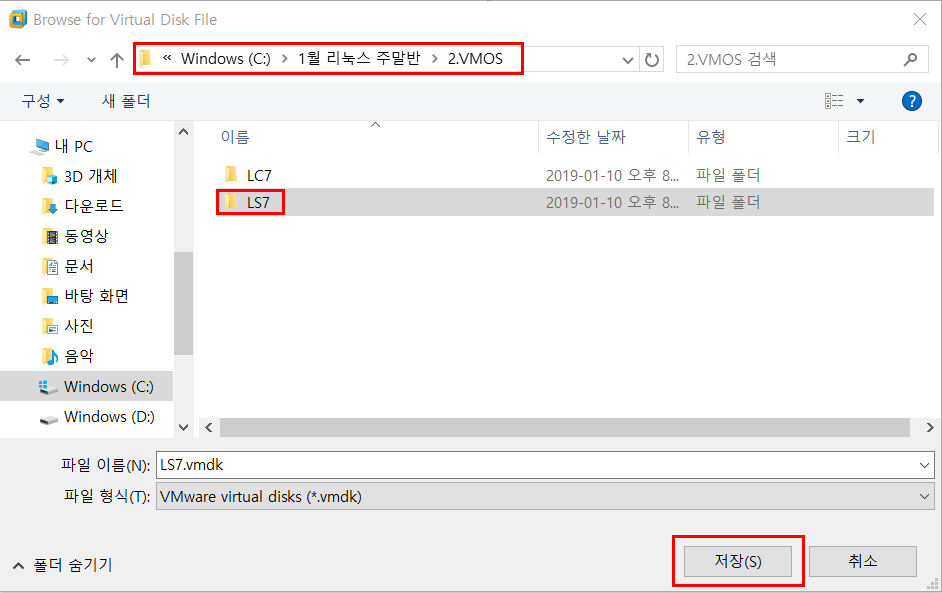 Browse for Virtual Disk File
« Windows (C:) > 1월 리눅스 주말반 > 2.VMOS
2.VMOS 검색
구성 새 폴더
이름 수정한 날짜 유형 크기
내 PC
3D 개체
다운로드
동영상
문서
바탕 화면
사진
음악
Windows (C:)
Windows (D:)
LC7 2019-01-10 오후 8... 파일 폴더
LS7 2019-01-10 오후 8... 파일 폴더
파일 이름(N): LS7.vmdk
파일 형식(T): VMware virtual disks (*.vmdk)
폴더 숨기기
저장(S) 취소